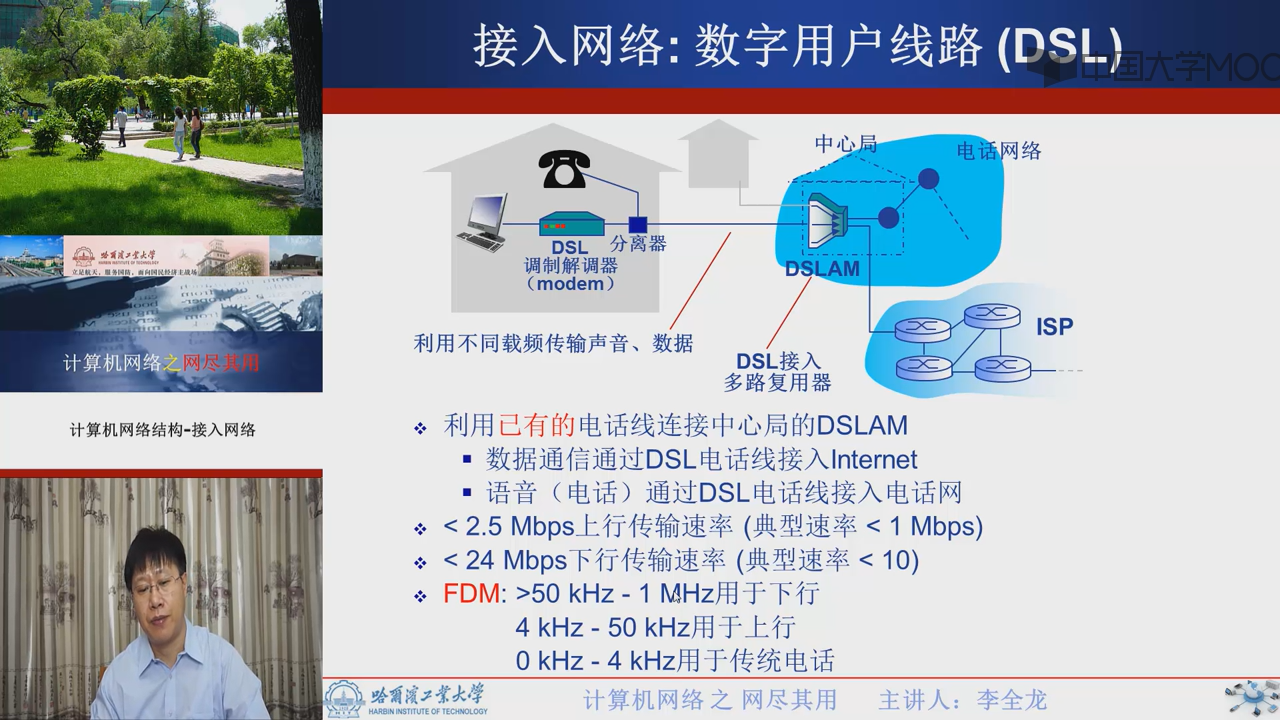 接入网络: 数字用户线路 (DSL)
中国大学MOO
中心局
电话网络
DSL
调制解调器
（modem）
分离器
DSLAM
ISP
利用不同载频传输声音、数据
DSL接入
多路复用器
哈尔滨工业大学
立足航天，服务国防，面向国民经济主战场
计算机网络之网尽其用
计算机网络结构-接入网络
利用已有的电话线连接中心局的DSLAM
数据通信通过DSL电话线接入Internet
语音（电话）通过DSL电话线接入电话网
< 2.5 Mbps上行传输速率 (典型速率 < 1 Mbps)
< 24 Mbps下行传输速率 (典型速率 < 10)
FDM: >50 kHz - 1 MHz用于下行
4 kHz - 50 kHz用于上行
0 kHz - 4 kHz用于传统电话
哈尔滨工业大学
HARBIN INSTITUTE OF TECHNOLOGY
计算机网络 之 网尽其用
主讲人：李全龙